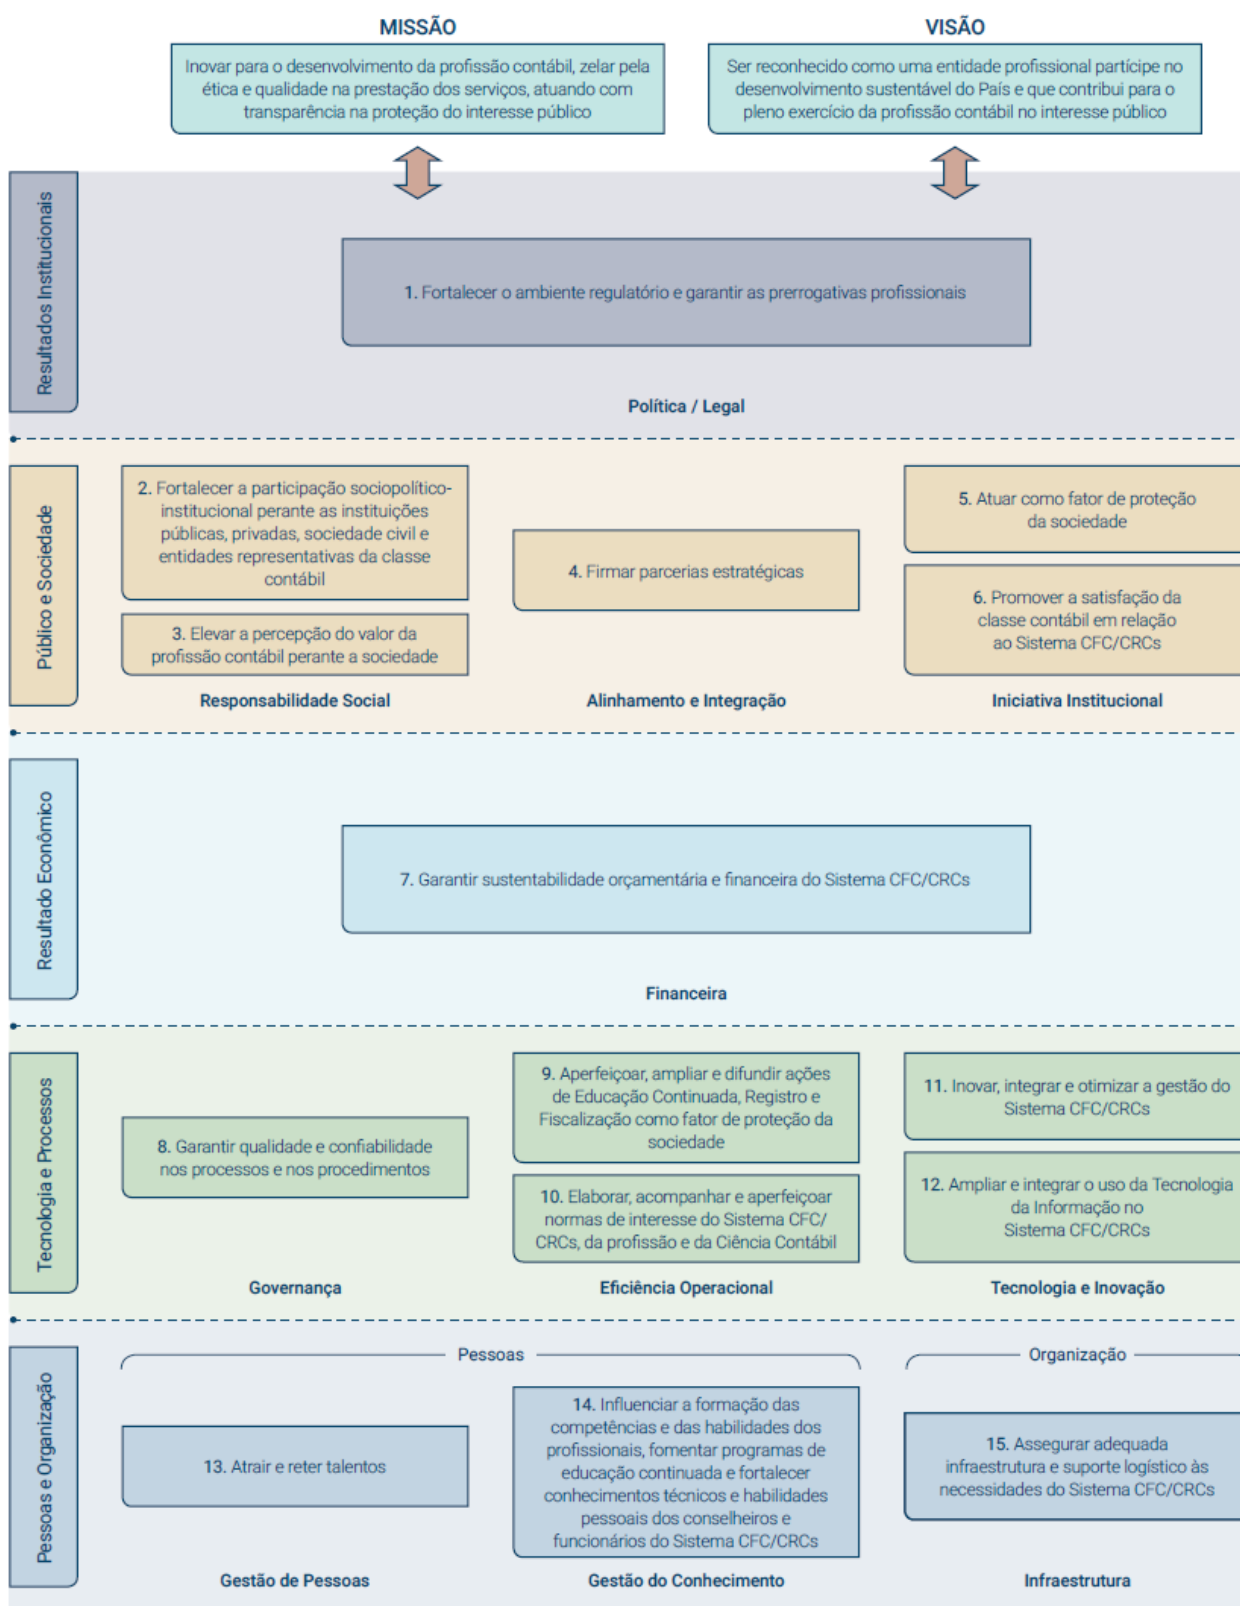 MISSÃO
Inovar para o desenvolvimento da profissão contábil, zelar pela
ética e qualidade na prestação dos serviços, atuando com
transparência na proteção do interesse público
VISÃO
Ser reconhecido como uma entidade profissional partícipe no
desenvolvimento sustentável do País e que contribui para o
pleno exercício da profissão contábil no interesse público
Resultados Institucionais
1. Fortalecer o ambiente regulatório e garantir as prerrogativas profissionais
Política / Legal
Público e Sociedade
2. Fortalecer a participação sociopolítico-
institucional perante as instituições
públicas, privadas, sociedade civil e
entidades representativas da classe
contábil
3. Elevar a percepção do valor da
profissão contábil perante a sociedade
Responsabilidade Social
4. Firmar parcerias estratégicas
Alinhamento e Integração
5. Atuar como fator de proteção
da sociedade
6. Promover a satisfação da
classe contábil em relação
ao Sistema CFC/CRCs
Iniciativa Institucional
Resultado Econômico
7. Garantir sustentabilidade orçamentária e financeira do Sistema CFC/CRCs
Financeira
Tecnologia e Processos
8. Garantir qualidade e confiabilidade
nos processos e nos procedimentos
Governança
9. Aperfeiçoar, ampliar e difundir ações
de Educação Continuada, Registro e
Fiscalização como fator de proteção da
sociedade
10. Elaborar, acompanhar e aperfeiçoar
normas de interesse do Sistema CFC/
CRCs, da profissão e da Ciência Contábil
Eficiência Operacional
11. Inovar, integrar e otimizar a gestão do
Sistema CFC/CRCs
12. Ampliar e integrar o uso da Tecnologia
da Informação no
Sistema CFC/CRCs
Tecnologia e Inovação
Pessoas e Organização
Pessoas
13. Atrair e reter talentos
Gestão de Pessoas
14. Influenciar a formação das
competências e das habilidades dos
profissionais, fomentar programas de
educação continuada e fortalecer
conhecimentos técnicos e habilidades
pessoais dos conselheiros e
funcionários do Sistema CFC/CRCs
Gestão do Conhecimento
Organização
15. Assegurar adequada
infraestrutura e suporte logístico às
necessidades do Sistema CFC/CRCs
Infraestrutura